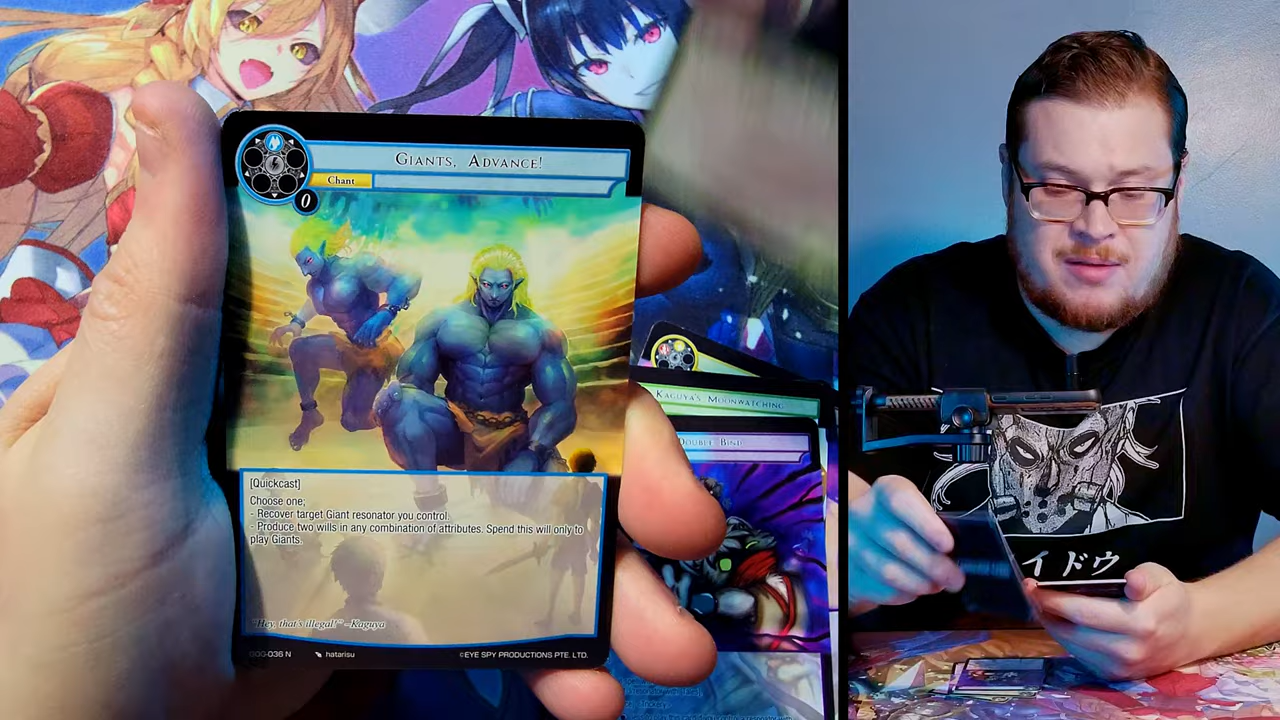 GIANTS, ADVANCE!
Chant
0
[Quickcast]
Choose one;
- Recover target Giant resonator you control.
- Produce two wills in any combination of attributes. Spend this will only to
play Giants.
"Hey, that's illegal!" -Kaguya
-036 N
hatarisu
©EYE SPY PRODUCTIONS PTE. LTD.
KAGUYA'S MOONWATCHING
DOUBLE BIND
イドウ